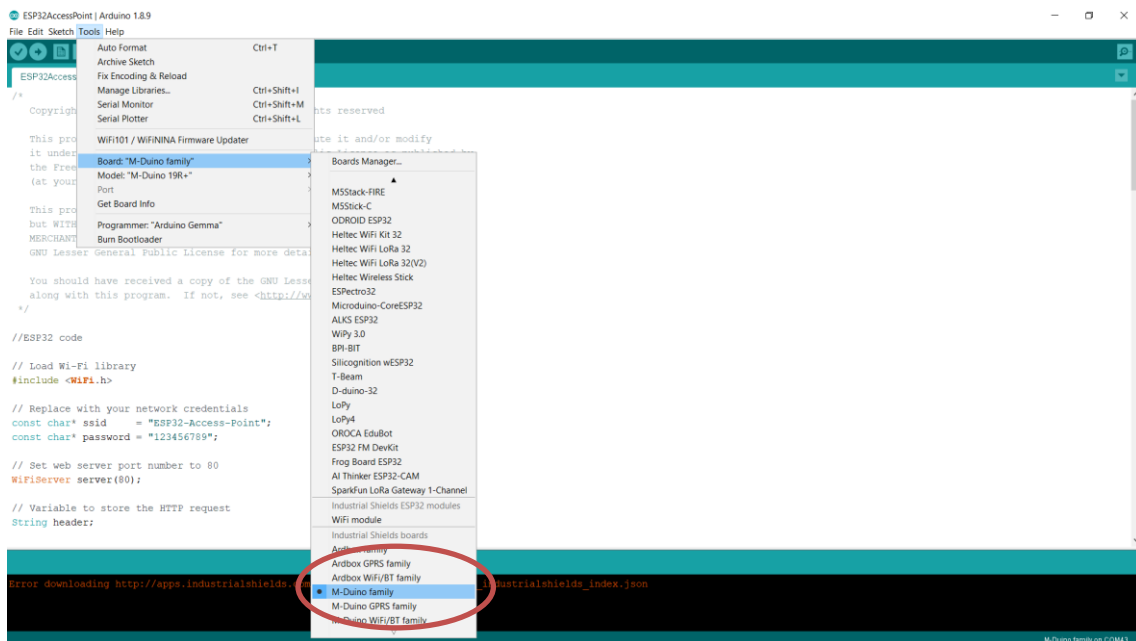 ESP32AccessPoint | Arduino 1.8.9
File Edit Sketch Tools Help
Auto Format Ctrl+T
Archive Sketch
Fix Encoding & Reload
Manage Libraries... Ctrl+Shift+I
Serial Monitor Ctrl+Shift+M
Serial Plotter Ctrl+Shift+L
WiFi101 / WiFiNINA Firmware Updater
Board: "M-Duino family"
Model: "M-Duino 19R+"
Port
Get Board Info
Programmer: "Arduino Gemma"
Burn Bootloader
Boards Manager...
M5Stack-FIRE
M5Stick-C
ODROID ESP32
Heltec WiFi Kit 32
Heltec WiFi LoRa 32
Heltec WiFi LoRa 32(V2)
Heltec Wireless Stick
ESPectro32
Microduino-CoreESP32
ALKS ESP32
WiPy 3.0
BPI-BIT
Silicognition wESP32
T-Beam
D-duino-32
LoPy
LoPy4
OROCA EduBot
ESP32 FM DevKit
Frog Board ESP32
AI Thinker ESP32-CAM
SparkFun LoRa Gateway 1-Channel
Industrial Shields ESP32 modules
WiFi module
Industrial Shields boards
Ardbox family
Ardbox GPRS family
Ardbox WiFi/BT family
M-Duino family
M-Duino GPRS family
M-Duino WiFi/BT family
ESP32Access
/*
Copyrigh hts reserved
This pro ute it and/or modify
it under
the Free
(at your
This pro
but WITH
MERCHANT
GNU Lesser General Public License for more deta
You should have received a copy of the GNU Lesse
along with this program. If not, see <http://ww
*/
//ESP32 code
// Load Wi-Fi library
#include <WiFi.h>
// Replace with your network credentials
const char* ssid = "ESP32-Access-Point";
const char* password = "123456789";
// Set web server port number to 80
WiFiServer server(80);
// Variable to store the HTTP request
String header;
Error downloading http://apps.industrialshields.com industrialshields_index.json
M-Duino family on COM43